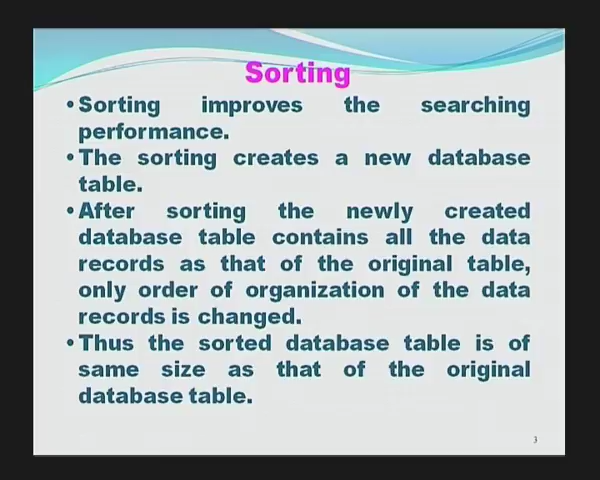 Sorting
•Sorting improves the searching
performance.
•The sorting creates a new database
table.
•After sorting the newly created
database table contains all the data
records as that of the original table,
only order of organization of the data
records is changed.
•Thus the sorted database table is of
same size as that of the original
database table.
3